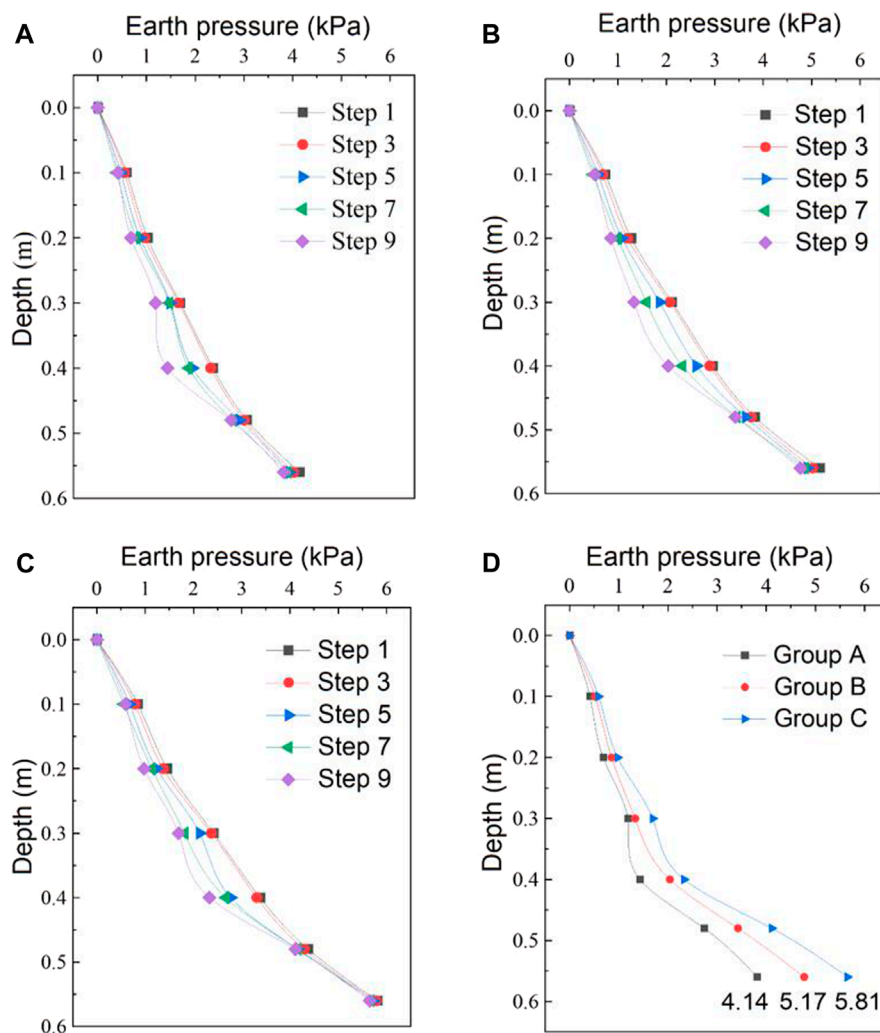 A
Earth pressure (kPa)
0 1 2 3 4 5 6
Depth (m)
0.0
0.1
0.2
0.3
0.4
0.5
0.6
Step 1
Step 3
Step 5
Step 7
Step 9
B
Earth pressure (kPa)
0 1 2 3 4 5 6
Depth (m)
0.0
0.1
0.2
0.3
0.4
0.5
0.6
Step 1
Step 3
Step 5
Step 7
Step 9
C
Earth pressure (kPa)
0 1 2 3 4 5 6
Depth (m)
0.0
0.1
0.2
0.3
0.4
0.5
0.6
Step 1
Step 3
Step 5
Step 7
Step 9
D
Earth pressure (kPa)
0 1 2 3 4 5 6
Depth (m)
0.0
0.1
0.2
0.3
0.4
0.5
0.6
Group A
Group B
Group C
4.14 5.17 5.81